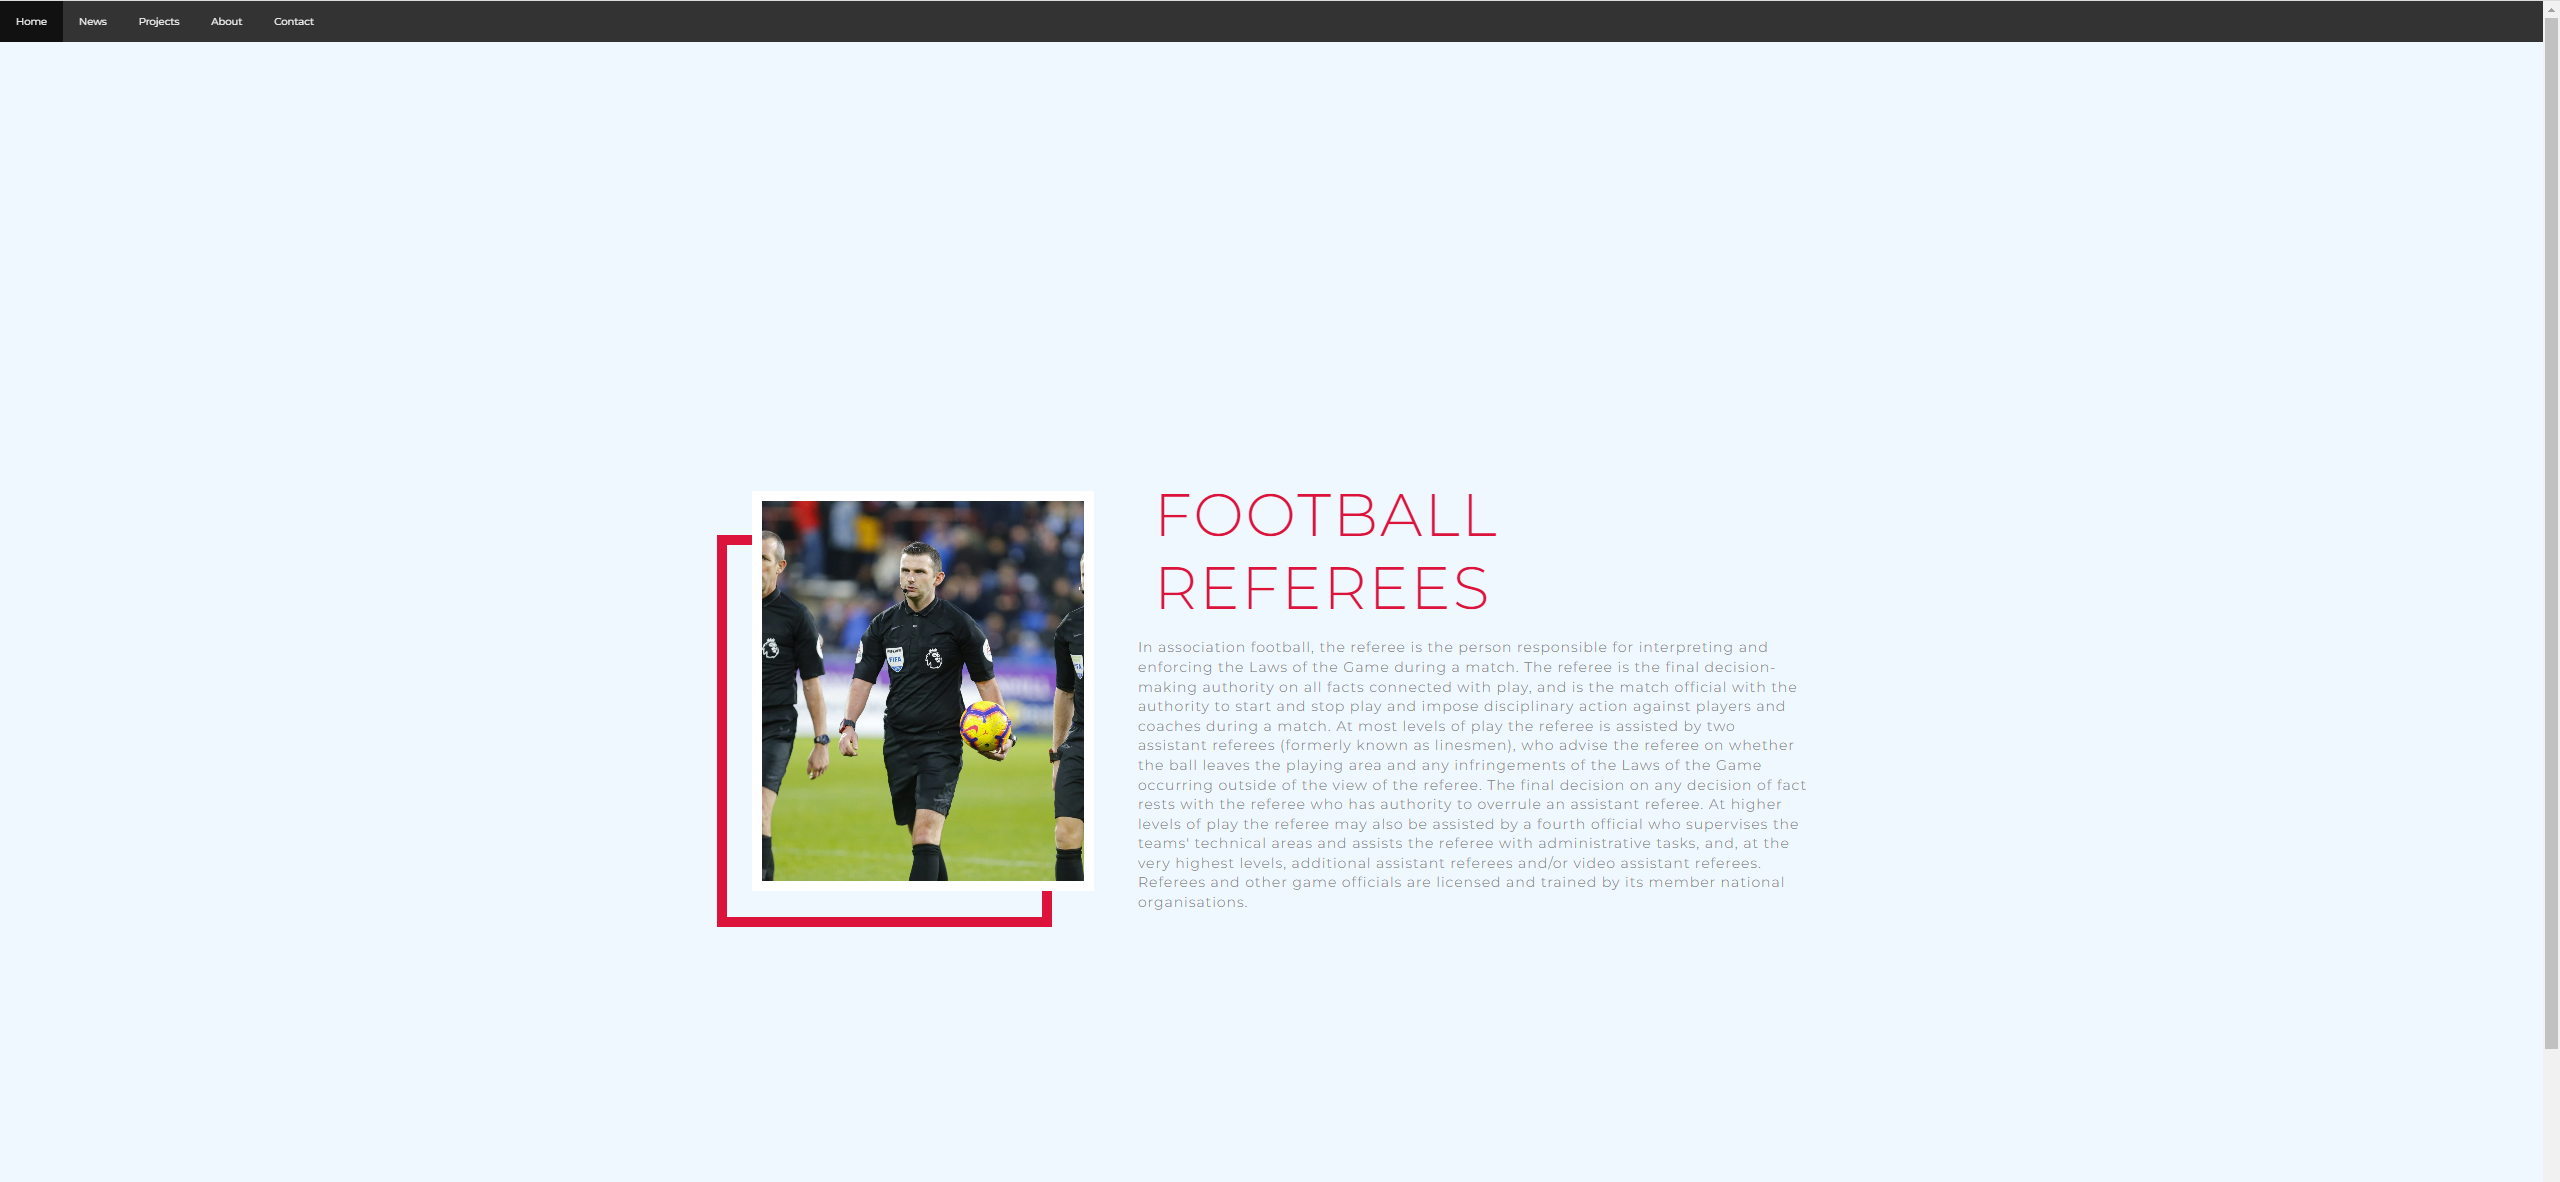 Home News Projects About Contact
FOOTBALL
REFEREES
In association football, the referee is the person responsible for interpreting and
enforcing the Laws of the Game during a match. The referee is the final decision-
making authority on all facts connected with play, and is the match official with the
authority to start and stop play and impose disciplinary action against players and
coaches during a match. At most levels of play the referee is assisted by two
assistant referees (formerly known as linesmen), who advise the referee on whether
the ball leaves the playing area and any infringements of the Laws of the Game
occurring outside of the view of the referee. The final decision on any decision of fact
rests with the referee who has authority to overrule an assistant referee. At higher
levels of play the referee may also be assisted by a fourth official who supervises the
teams' technical areas and assists the referee with administrative tasks, and, at the
very highest levels, additional assistant referees and/or video assistant referees.
Referees and other game officials are licensed and trained by its member national
organisations.
FIFA